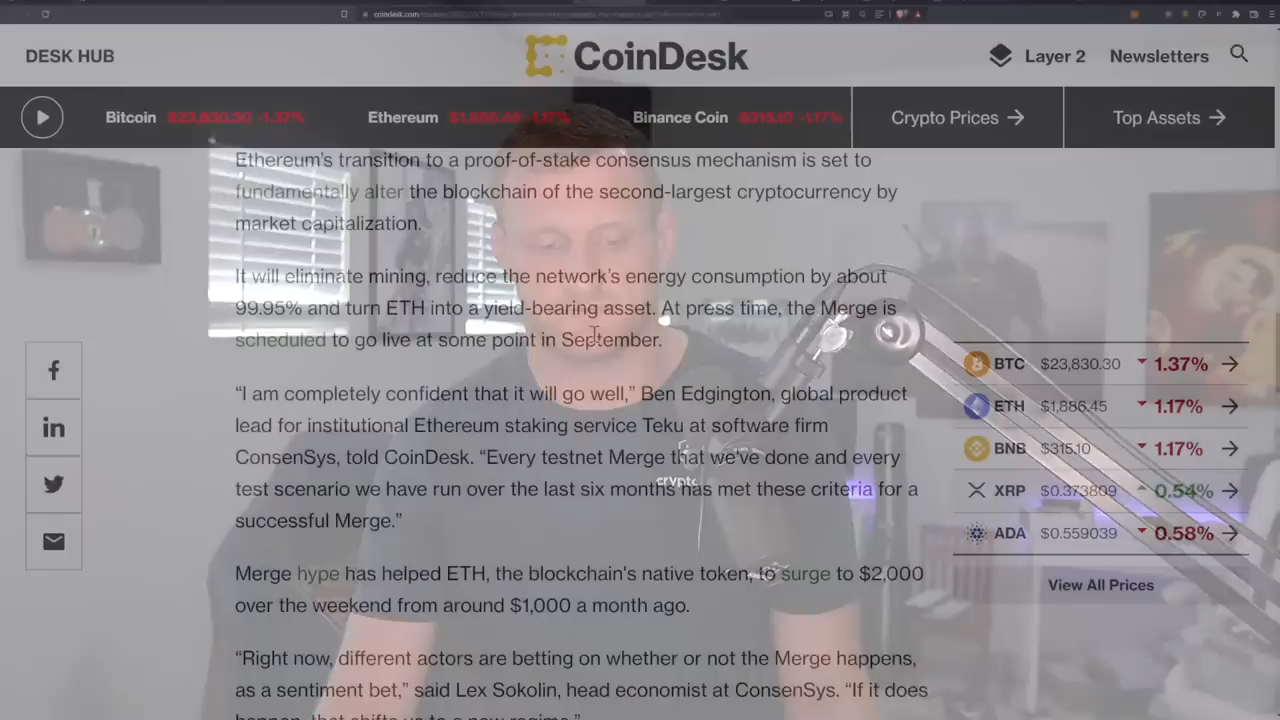 coindesk.com
DESK HUB
CoinDesk
Layer 2
Newsletters
Bitcoin $23,830.30 -1.37%
Ethereum $1,886.45 -1.17%
Binance Coin $315.10 -1.17%
Crypto Prices
Top Assets
Ethereum's transition to a proof-of-stake consensus mechanism is set to
fundamentally alter the blockchain of the second-largest cryptocurrency by
market capitalization.
It will eliminate mining, reduce the network's energy consumption by about
99.95% and turn ETH into a yield-bearing asset. At press time, the Merge is
scheduled to go live at some point in September.
“I am completely confident that it will go well,” Ben Edgington, global product
lead for institutional Ethereum staking service Teku at software firm
ConsenSys, told CoinDesk. “Every testnet Merge that we've done and every
test scenario we have run over the last six months has met these criteria for a
successful Merge.”
Merge hype has helped ETH, the blockchain's native token, to surge to $2,000
over the weekend from around $1,000 a month ago.
“Right now, different actors are betting on whether or not the Merge happens,
as a sentiment bet,” said Lex Sokolin, head economist at ConsenSys. “If it does
happen, that shifts us to a new regime.”
BTC $23,830.30 1.37%
ETH $1,886.45 1.17%
BNB $315.10 1.17%
XRP $0.373809 0.54%
ADA $0.559039 0.58%
View All Prices
crypto